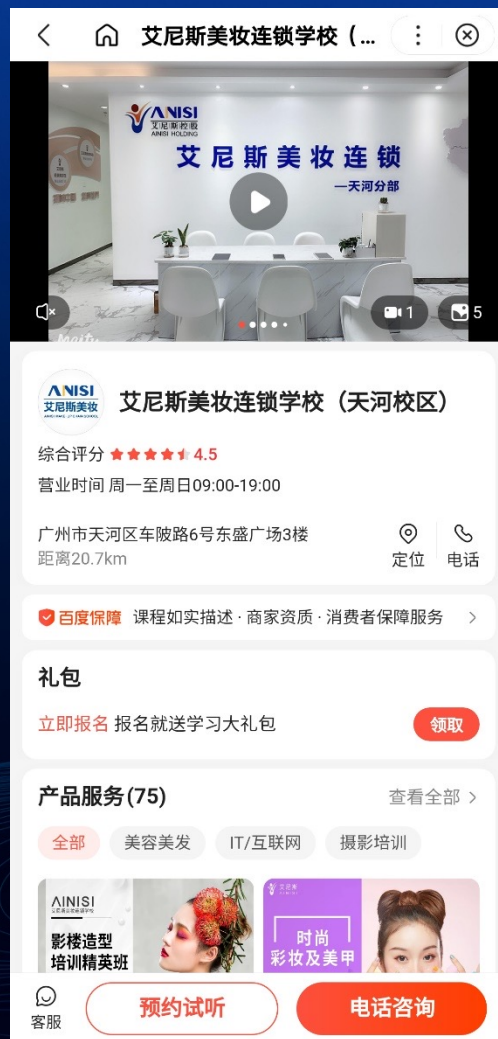 艾尼斯美妆连锁学校（...
ANISI
艾尼斯控股
ANISI HOLDING
艾尼斯美妆连锁
—天河分部
1
5
ANISI
艾尼斯美妆
艾尼斯美妆连锁学校（天河校区）
综合评分 4.5
营业时间 周一至周日09:00-19:00
广州市天河区车陂路6号东盛广场3楼
距离20.7km
定位
电话
百度保障 课程如实描述 · 商家资质 · 消费者保障服务
礼包
立即报名 报名就送学习大礼包
领取
产品服务(75)
查看全部
全部
美容美发
IT/互联网
摄影培训
ANISI
影楼造型
培训精英班
艾尼斯
时尚
彩妆及美甲
客服
预约试听
电话咨询